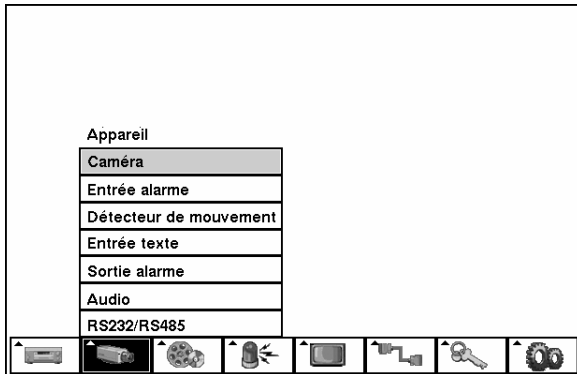 Appareil
Caméra
Entrée alarme
Détecteur de mouvement
Entrée texte
Sortie alarme
Audio
RS232/RS485